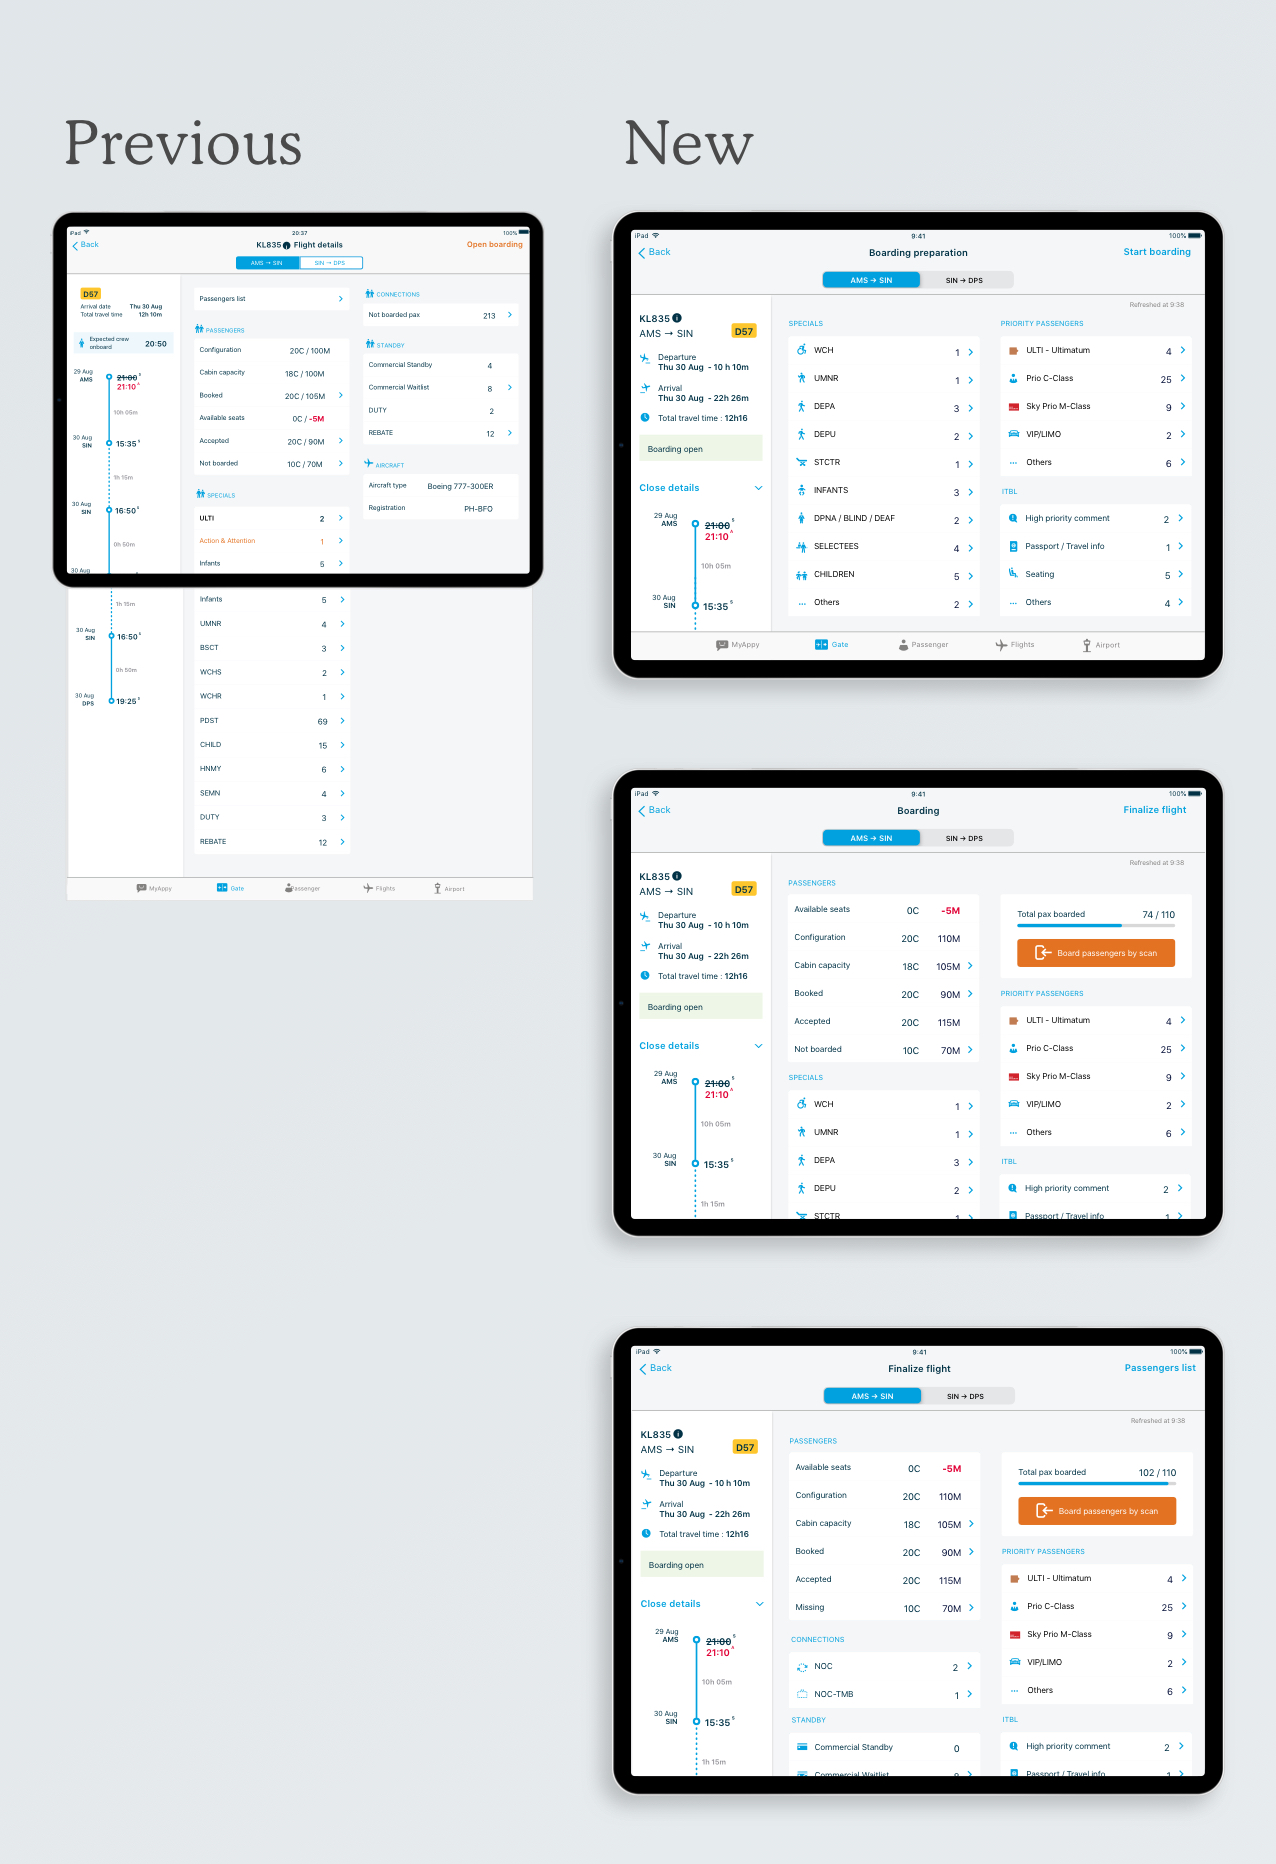 Previous
New
iPad
20:37
100%
Back
KL835 i Flight details
Open boarding
AMS → SIN
SIN → DPS
D57
Arrival date Thu 30 Aug
Total travel time 12h 10m
Expected crew onboard 20:50
29 Aug
AMS
21:00 S
21:10 A
10h 05m
30 Aug
SIN
15:35 S
1h 15m
30 Aug
SIN
16:50 S
0h 50m
30 Aug
Passengers list
PASSENGERS
Configuration 20C / 100M
Cabin capacity 18C / 100M
Booked 20C / 105M
Available seats 0C / -5M
Accepted 20C / 90M
Not boarded 10C / 70M
SPECIALS
ULTI 2
Action & Attention 1
Infants 5
CONNECTIONS
Not boarded pax 213
STANDBY
Commercial Standby 4
Commercial Waitlist 8
DUTY 2
REBATE 12
AIRCRAFT
Aircraft type Boeing 777-300ER
Registration PH-BFO
1h 15m
30 Aug
SIN
16:50 S
0h 50m
30 Aug
DPS
19:25 S
Infants 5
UMNR 4
BSCT 3
WCHS 2
WCHR 1
PDST 69
CHILD 15
HNMY 6
SEMN 4
DUTY 3
REBATE 12
MyAppy
Gate
Passenger
Flights
Airport
iPad
9:41
100%
Back
Boarding preparation
Start boarding
AMS → SIN
SIN → DPS
Refreshed at 9:38
KL835 i
AMS → SIN
D57
Departure
Thu 30 Aug - 10 h 10m
Arrival
Thu 30 Aug - 22h 26m
Total travel time : 12h16
Boarding open
Close details
29 Aug
AMS
21:00 S
21:10 A
10h 05m
30 Aug
SIN
15:35 S
SPECIALS
WCH 1
UMNR 1
DEPA 3
DEPU 2
STCTR 1
INFANTS 3
DPNA / BLIND / DEAF 2
SELECTEES 4
CHILDREN 5
Others 2
PRIORITY PASSENGERS
ULTI - Ultimatum 4
Prio C-Class 25
Sky Prio M-Class 9
VIP/LIMO 2
Others 6
ITBL
High priority comment 2
Passport / Travel info 1
Seating 5
Others 4
MyAppy
Gate
Passenger
Flights
Airport
iPad
9:41
100%
Back
Boarding
Finalize flight
AMS → SIN
SIN → DPS
Refreshed at 9:38
KL835 i
AMS → SIN
D57
Departure
Thu 30 Aug - 10 h 10m
Arrival
Thu 30 Aug - 22h 26m
Total travel time : 12h16
Boarding open
Close details
29 Aug
AMS
21:00 S
21:10 A
10h 05m
30 Aug
SIN
15:35 S
1h 15m
PASSENGERS
Available seats 0C -5M
Configuration 20C 110M
Cabin capacity 18C 105M
Booked 20C 90M
Accepted 20C 115M
Not boarded 10C 70M
SPECIALS
WCH 1
UMNR 1
DEPA 3
DEPU 2
STCTR 1
Total pax boarded 74 / 110
Board passengers by scan
PRIORITY PASSENGERS
ULTI - Ultimatum 4
Prio C-Class 25
Sky Prio M-Class 9
VIP/LIMO 2
Others 6
ITBL
High priority comment 2
Passport / Travel info 1
iPad
9:41
100%
Back
Finalize flight
Passengers list
AMS → SIN
SIN → DPS
Refreshed at 9:38
KL835 i
AMS → SIN
D57
Departure
Thu 30 Aug - 10 h 10m
Arrival
Thu 30 Aug - 22h 26m
Total travel time : 12h16
Boarding open
Close details
29 Aug
AMS
21:00 S
21:10 A
10h 05m
30 Aug
SIN
15:35 S
1h 15m
PASSENGERS
Available seats 0C -5M
Configuration 20C 110M
Cabin capacity 18C 105M
Booked 20C 90M
Accepted 20C 115M
Missing 10C 70M
CONNECTIONS
NOC 2
NOC-TMB 1
STANDBY
Commercial Standby 0
Commercial Waitlist
Total pax boarded 102 / 110
Board passengers by scan
PRIORITY PASSENGERS
ULTI - Ultimatum 4
Prio C-Class 25
Sky Prio M-Class 9
VIP/LIMO 2
Others 6
ITBL
High priority comment 2
Passport / Travel info 1